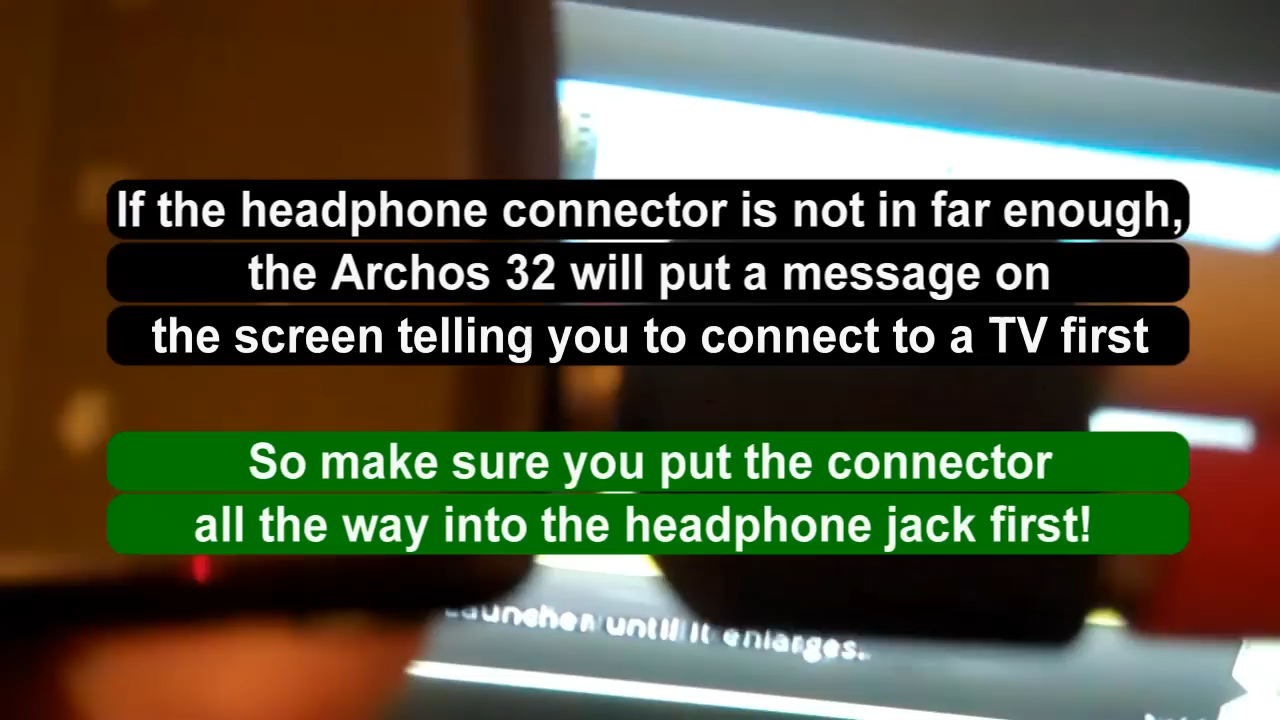 If the headphone connector is not in far enough,
the Archos 32 will put a message on
the screen telling you to connect to a TV first
So make sure you put the connector
all the way into the headphone jack first!
Launcher until it enlarges.